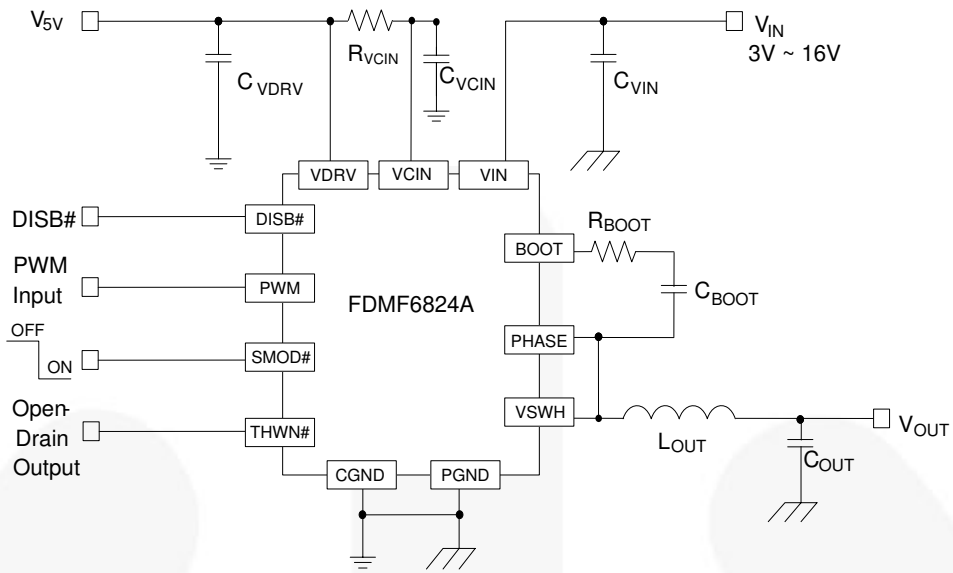 V5V
RVCIN
CVDRV
CVCIN
CVIN
VIN
3V ~ 16V
VDRV
VCIN
VIN
DISB#
DISB#
PWM
Input
PWM
FDMF6824A
BOOT
RBOOT
CBOOT
OFF
ON
SMOD#
PHASE
Open-
Drain
Output
THWN#
VSWH
LOUT
COUT
VOUT
CGND
PGND